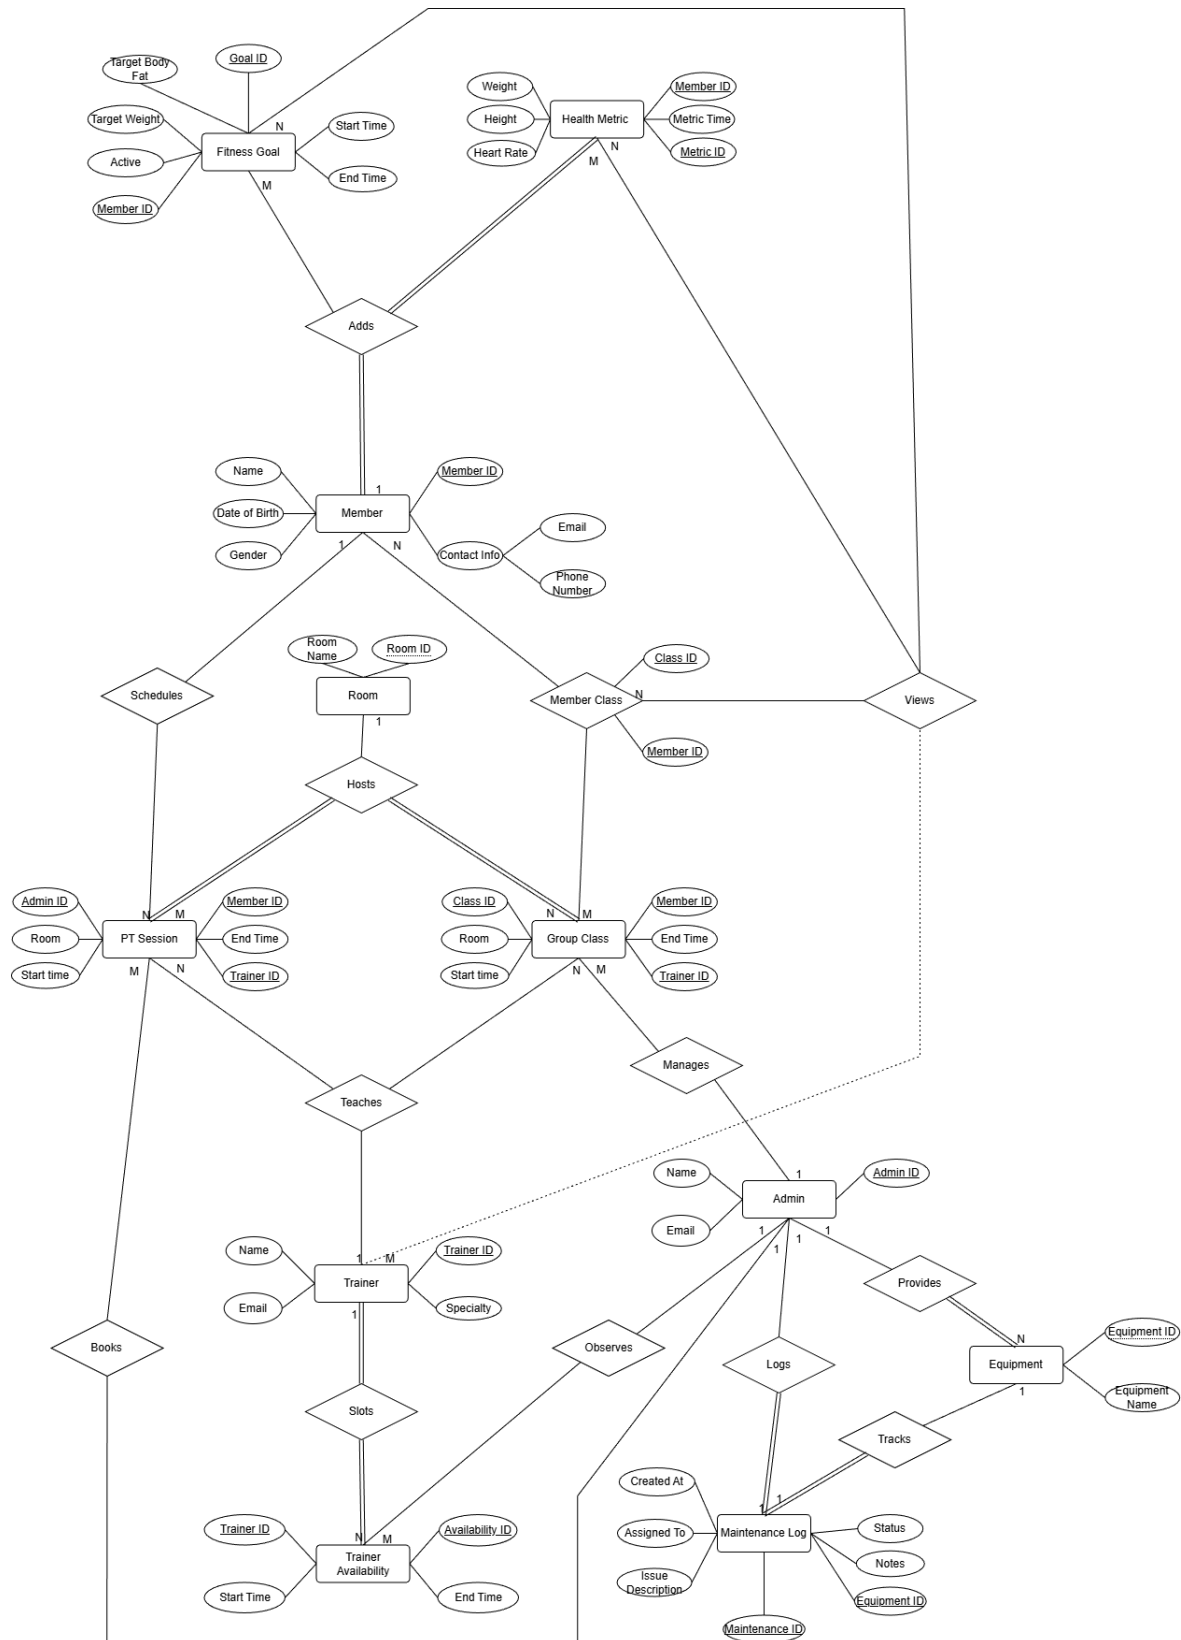 Goal ID
Target Body
Fat
Weight
Member ID
Target Weight
N
Start Time
Height
Health Metric
Metric Time
Fitness Goal
N
Active
M
Heart Rate
M
Metric ID
End Time
Member ID
Adds
Name
1
Member ID
Date of Birth
Member
Email
Gender
1
N
Contact Info
Phone
Number
Room
Name
Room ID
Class ID
Schedules
Room
Member Class
N
Views
1
Member ID
Hosts
Admin ID
Member ID
Class ID
Member ID
N
M
N
M
Room
PT Session
End Time
Room
Group Class
End Time
Start time
M
N
Trainer ID
Start time
N
M
Trainer ID
Manages
Teaches
Name
1
Admin ID
Admin
Email
1
1
1
1
Name
1
M
Trainer ID
Trainer
Provides
Email
1
Specialty
Books
Observes
Logs
N
Equipment ID
Equipment
1
Equipment
Name
Slots
Tracks
Created At
1
1
Trainer ID
N
M
Availability ID
Assigned To
Maintenance Log
Status
Trainer
Availability
Notes
Start Time
End Time
Issue
Description
Equipment ID
Maintenance ID